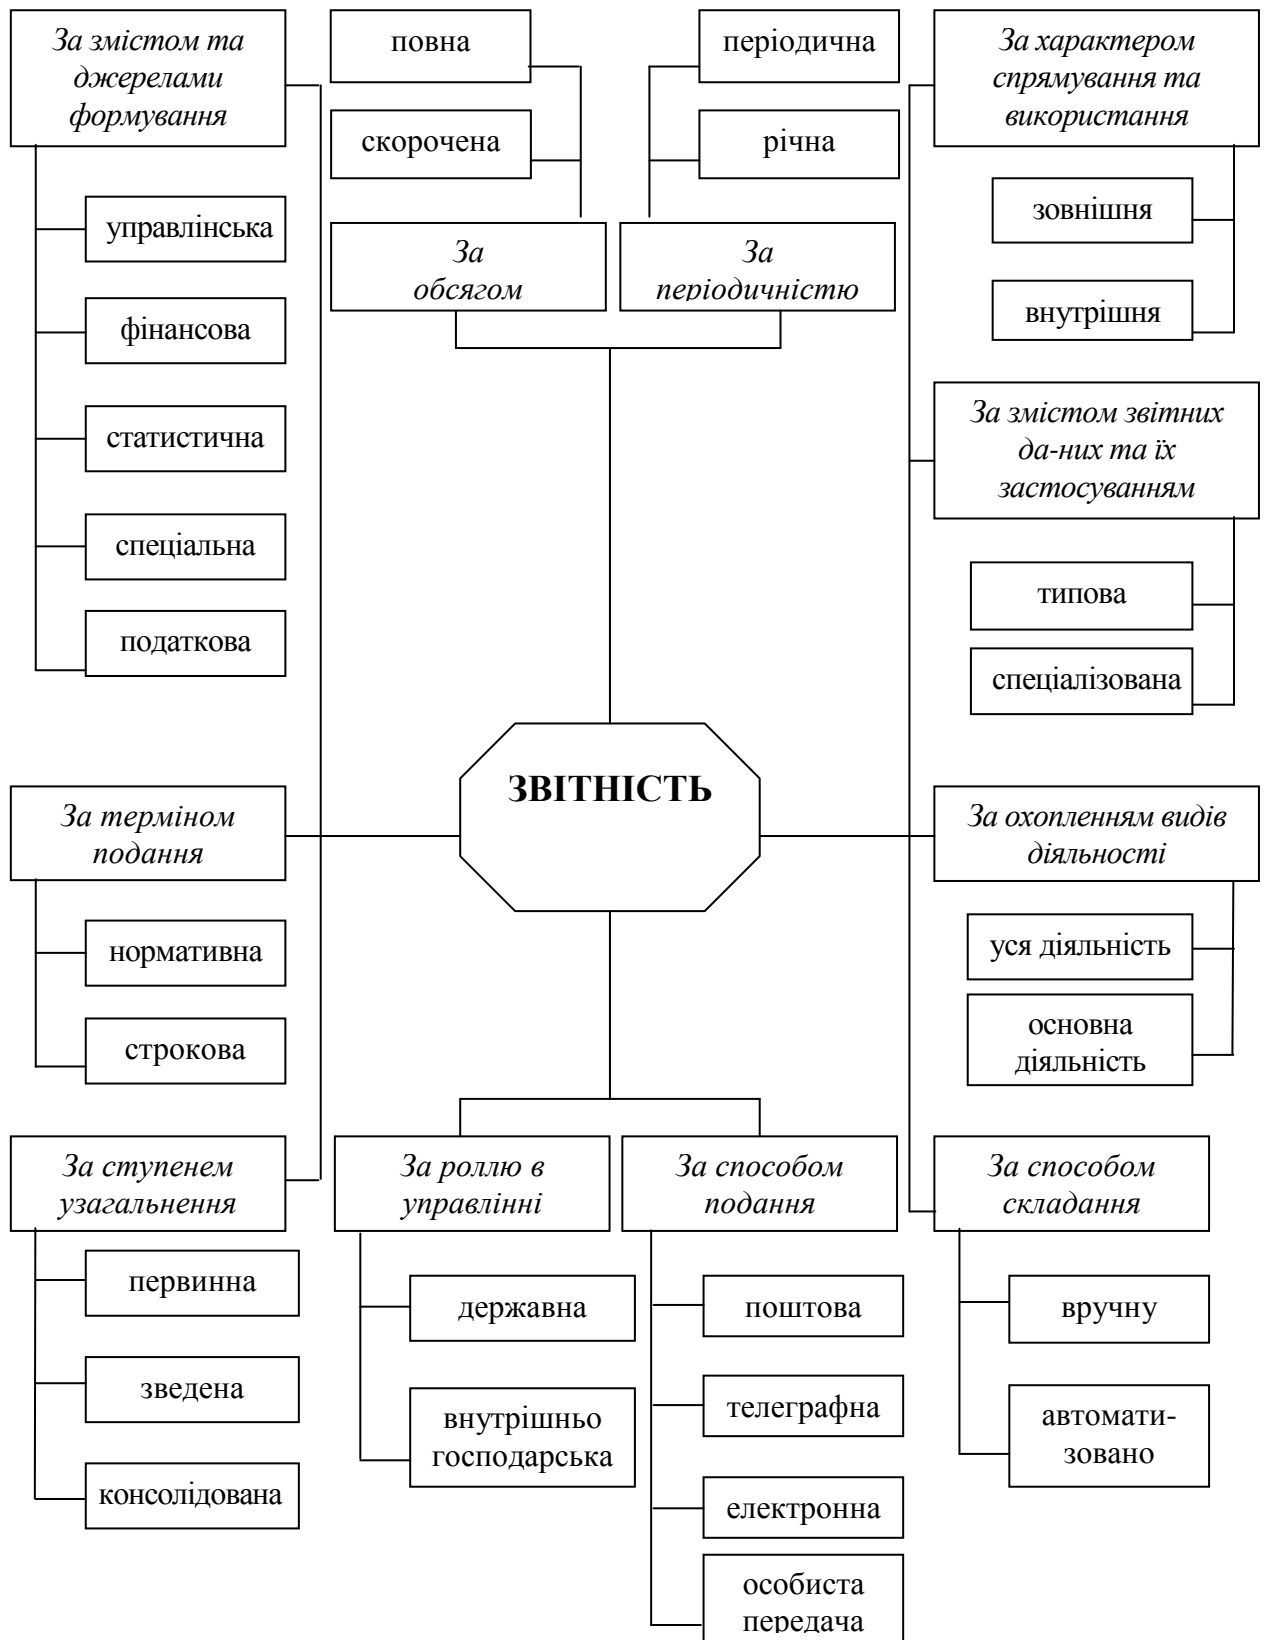 За змістом та
джерелами
формування
управлінська
фінансова
статистична
спеціальна
податкова
повна
скорочена
За
обсягом
періодична
річна
За
періодичністю
За характером
спрямування та
використання
зовнішня
внутрішня
За змістом звітних
да-них та їх
застосуванням
типова
спеціалізована
ЗВІТНІСТЬ
За терміном
подання
нормативна
строкова
За охопленням видів
діяльності
уся діяльність
основна
діяльність
За ступенем
узагальнення
первинна
зведена
консолідована
За роллю в
управлінні
державна
внутрішньо
господарська
За способом
подання
поштова
телеграфна
електронна
особиста
передача
За способом
складання
вручну
автомати-
зовано